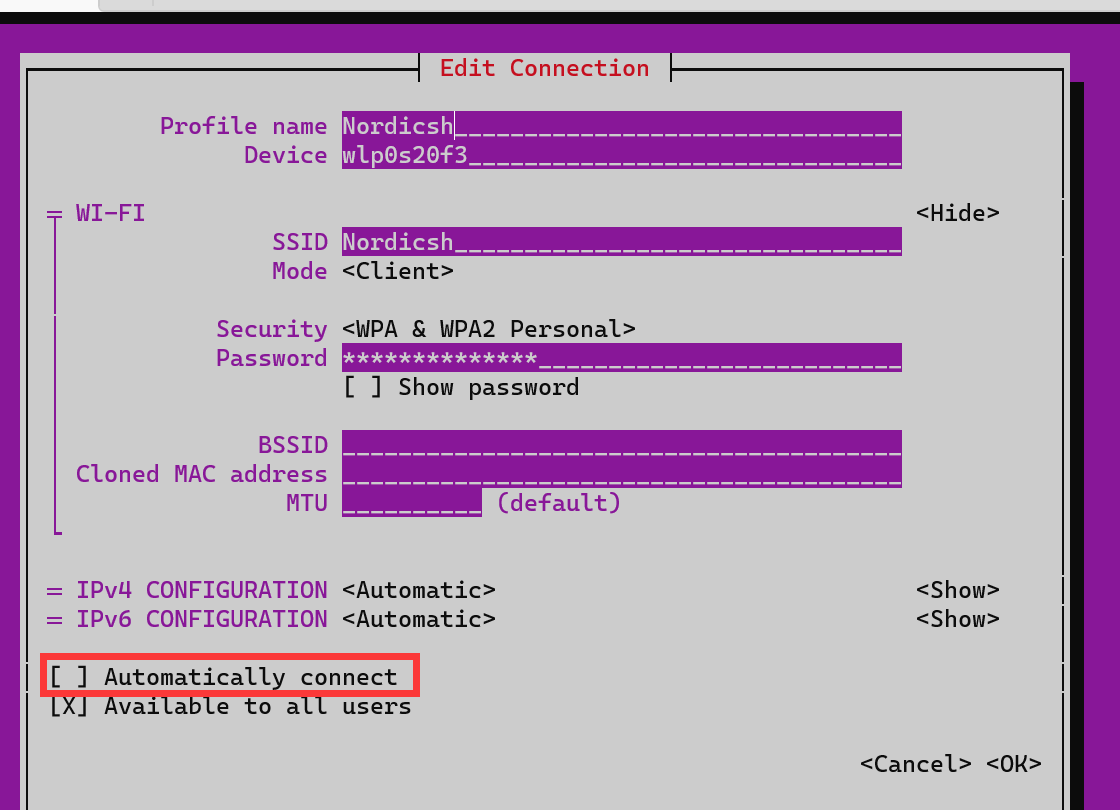 Edit Connection
Profile name Nordicsh
Device wlp0s20f3
= WI-FI <Hide>
SSID Nordicsh
Mode <Client>
Security <WPA & WPA2 Personal>
Password **************
[ ] Show password
BSSID
Cloned MAC address
MTU (default)
= IPv4 CONFIGURATION <Automatic> <Show>
= IPv6 CONFIGURATION <Automatic> <Show>
[ ] Automatically connect
[X] Available to all users
<Cancel> <OK>